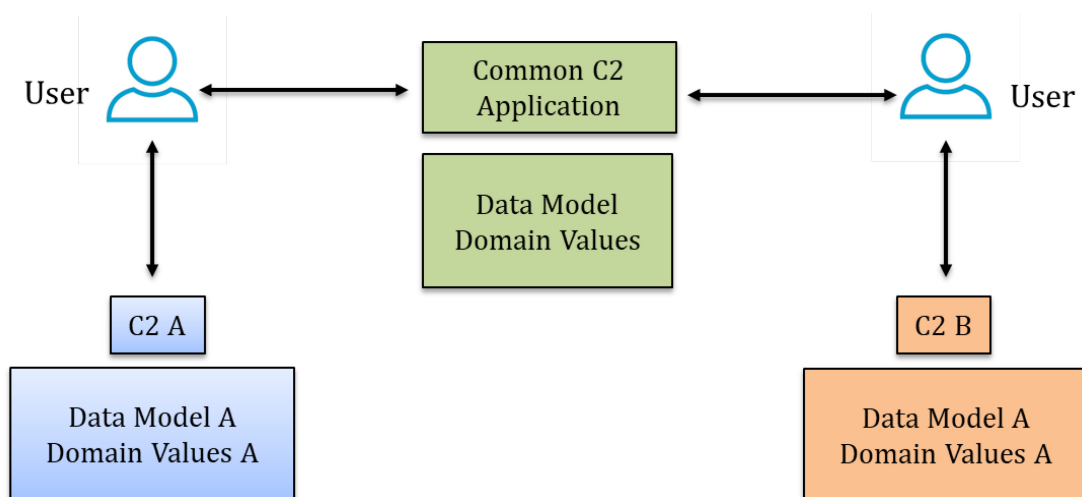 User
Common C2
Application
User
Data Model
Domain Values
C2 A
C2 B
Data Model A
Domain Values A
Data Model A
Domain Values A